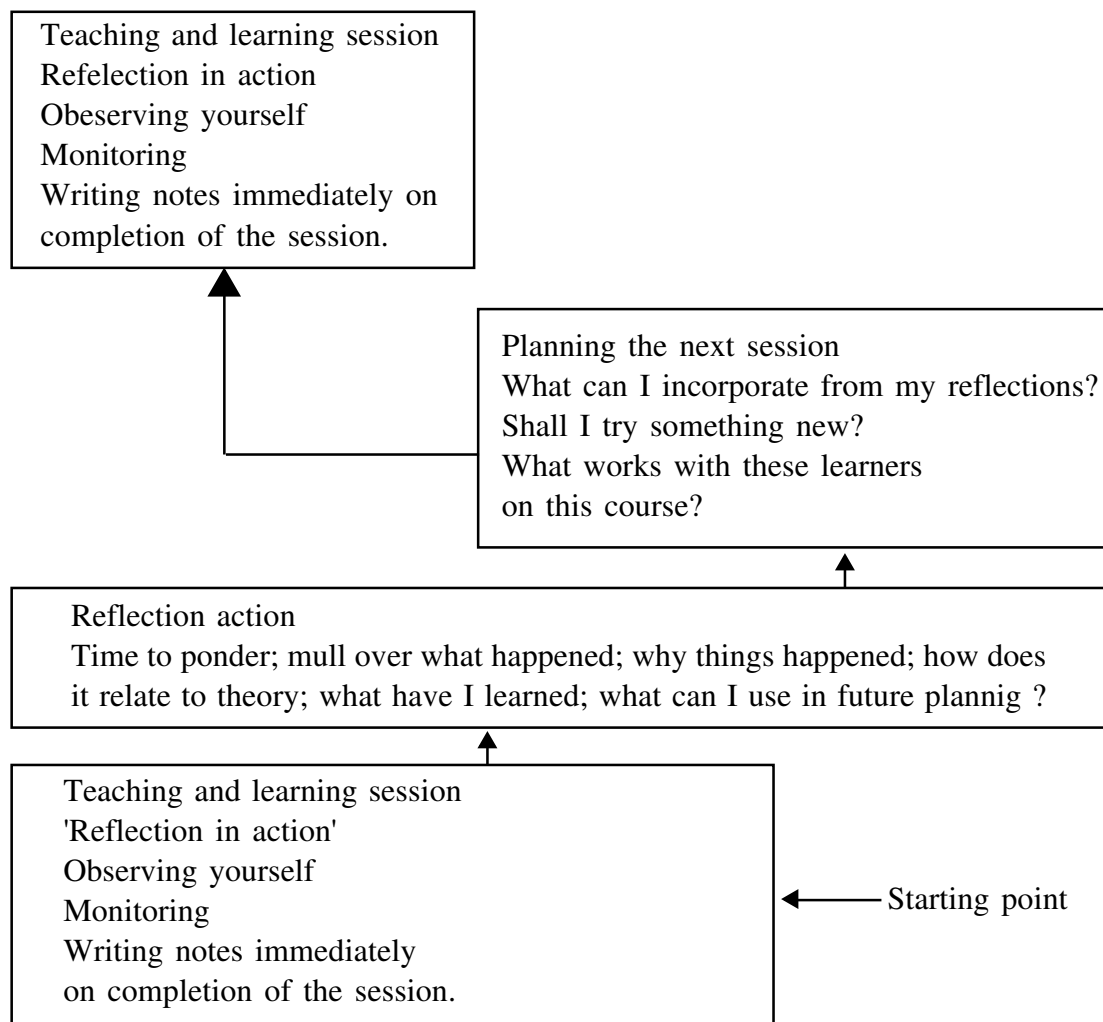 Teaching and learning session
Refelection in action
Obeserving yourself
Monitoring
Writing notes immediately on
completion of the session.
Planning the next session
What can I incorporate from my reflections?
Shall I try something new?
What works with these learners
on this course?
Reflection action
Time to ponder; mull over what happened; why things happened; how does
it relate to theory; what have I learned; what can I use in future plannig ?
Teaching and learning session
'Reflection in action'
Observing yourself
Monitoring
Writing notes immediately
on completion of the session.
Starting point